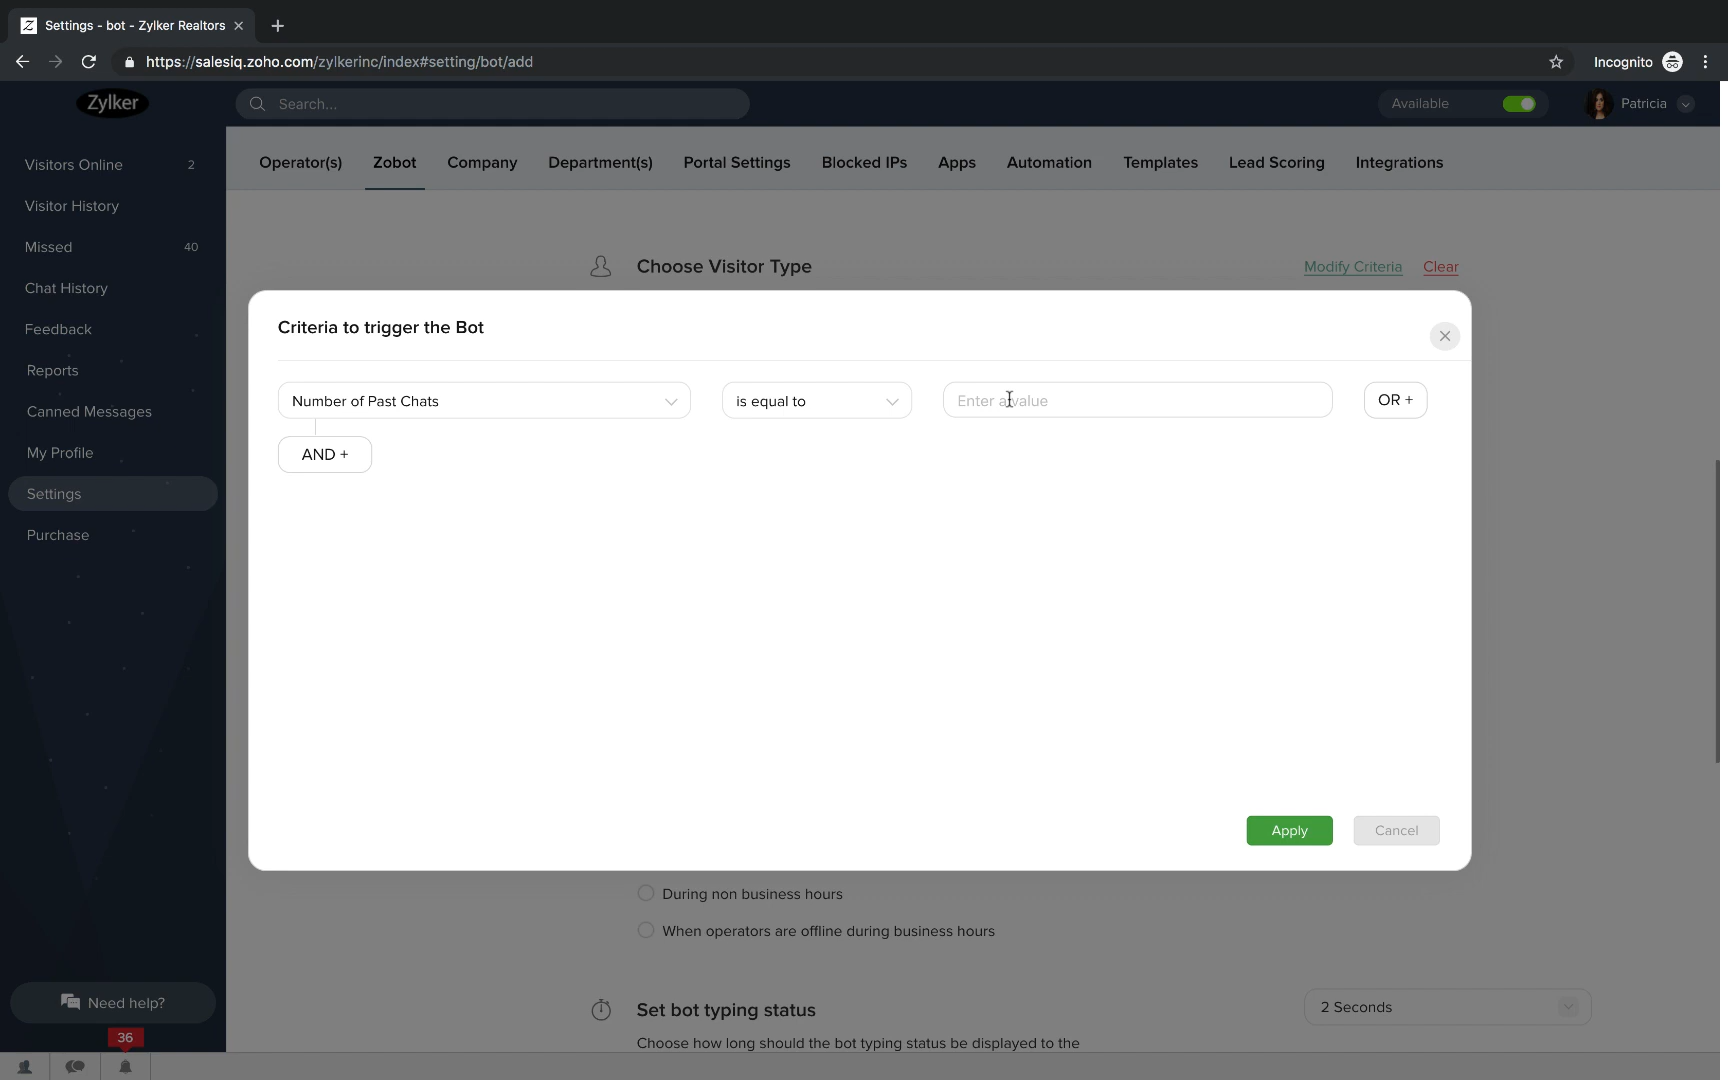 Settings - bot - Zylker Realtors
https://salesiq.zoho.com/zylkerinc/index#setting/bot/add
Incognito
Zylker
Search...
Available
Patricia
Visitors Online 2
Visitor History
Missed 40
Chat History
Feedback
Reports
Canned Messages
My Profile
Settings
Purchase
Need help?
36
Operator(s) Zobot Company Department(s) Portal Settings Blocked IPs Apps Automation Templates Lead Scoring Integrations
Choose Visitor Type Modify Criteria Clear
Criteria to trigger the Bot
Number of Past Chats is equal to Enter a value OR +
AND +
Apply Cancel
During non business hours
When operators are offline during business hours
Set bot typing status 2 Seconds
Choose how long should the bot typing status be displayed to the